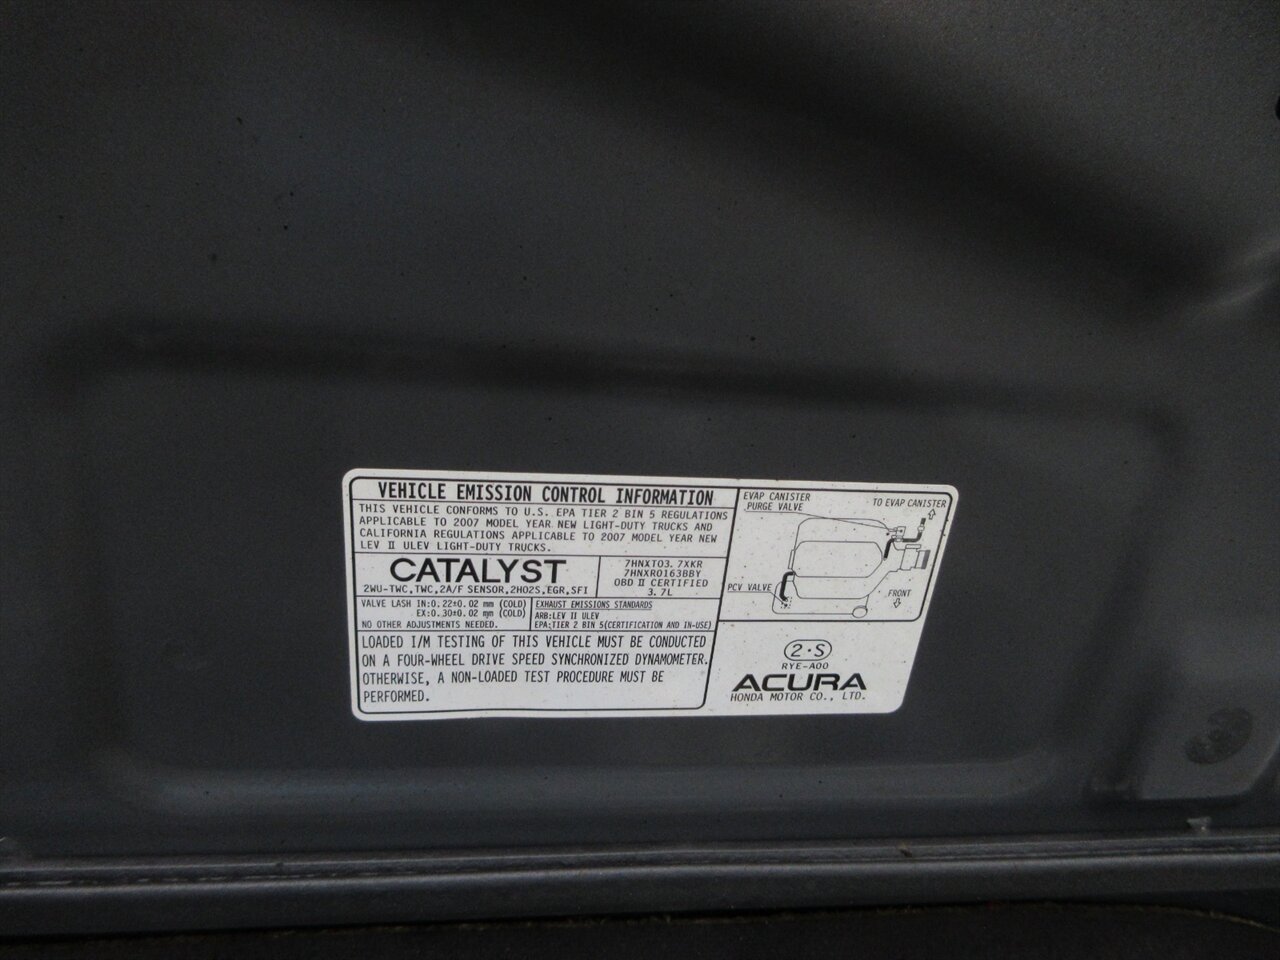 VEHICLE EMISSION CONTROL INFORMATION
THIS VEHICLE CONFORMS TO U.S. EPA TIER 2 BIN 5 REGULATIONS
APPLICABLE TO 2007 MODEL YEAR NEW LIGHT-DUTY TRUCKS AND
CALIFORNIA REGULATIONS APPLICABLE TO 2007 MODEL YEAR NEW
LEV II ULEV LIGHT-DUTY TRUCKS.
CATALYST
2WU-TWC,TWC,2A/F SENSOR,2HO2S,EGR,SFI
7HNXT03.7XKR
7HNXR0163BBY
OBD II CERTIFIED
3.7L
VALVE LASH IN:0.22±0.02 mm (COLD)
EX:0.30±0.02 mm (COLD)
NO OTHER ADJUSTMENTS NEEDED.
EXHAUST EMISSIONS STANDARDS
ARB:LEV II ULEV
EPA:TIER 2 BIN 5(CERTIFICATION AND IN-USE)
LOADED I/M TESTING OF THIS VEHICLE MUST BE CONDUCTED
ON A FOUR-WHEEL DRIVE SPEED SYNCHRONIZED DYNAMOMETER.
OTHERWISE, A NON-LOADED TEST PROCEDURE MUST BE
PERFORMED.
EVAP CANISTER
PURGE VALVE
TO EVAP CANISTER
PCV VALVE
FRONT
2·S
RYE-A00
ACURA
HONDA MOTOR CO., LTD.